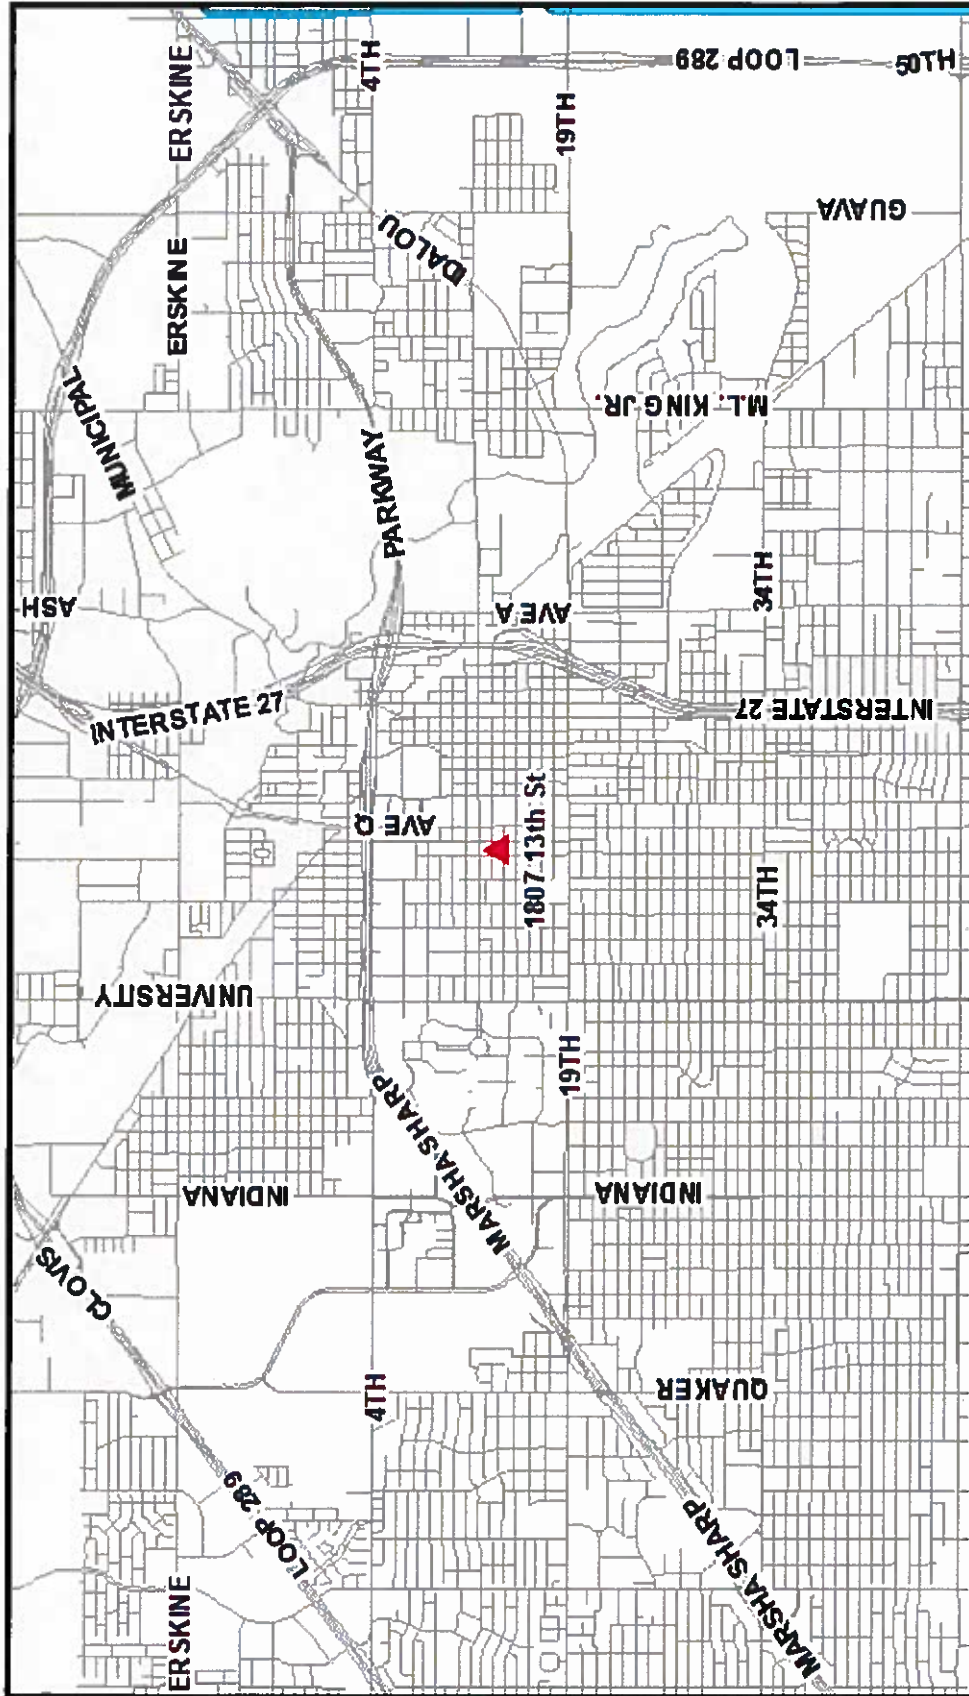 CLOVIS
ASH
MUNICIPAL
ERSKINE
UNIVERSITY
INTERSTATE 27
ERSKINE
ERSKINE
LOOP 289
INDIANA
4TH
AVE Q
PARKWAY
4TH
IDALOU
MARSHA SHARP
AVE A
1807 13th St
19TH
19TH
INDIANA
M.L. KING JR.
QUAKER
LOOP 289
MARSHA SHARP
34TH
34TH
INTERSTATE 27
GUAVA
50TH